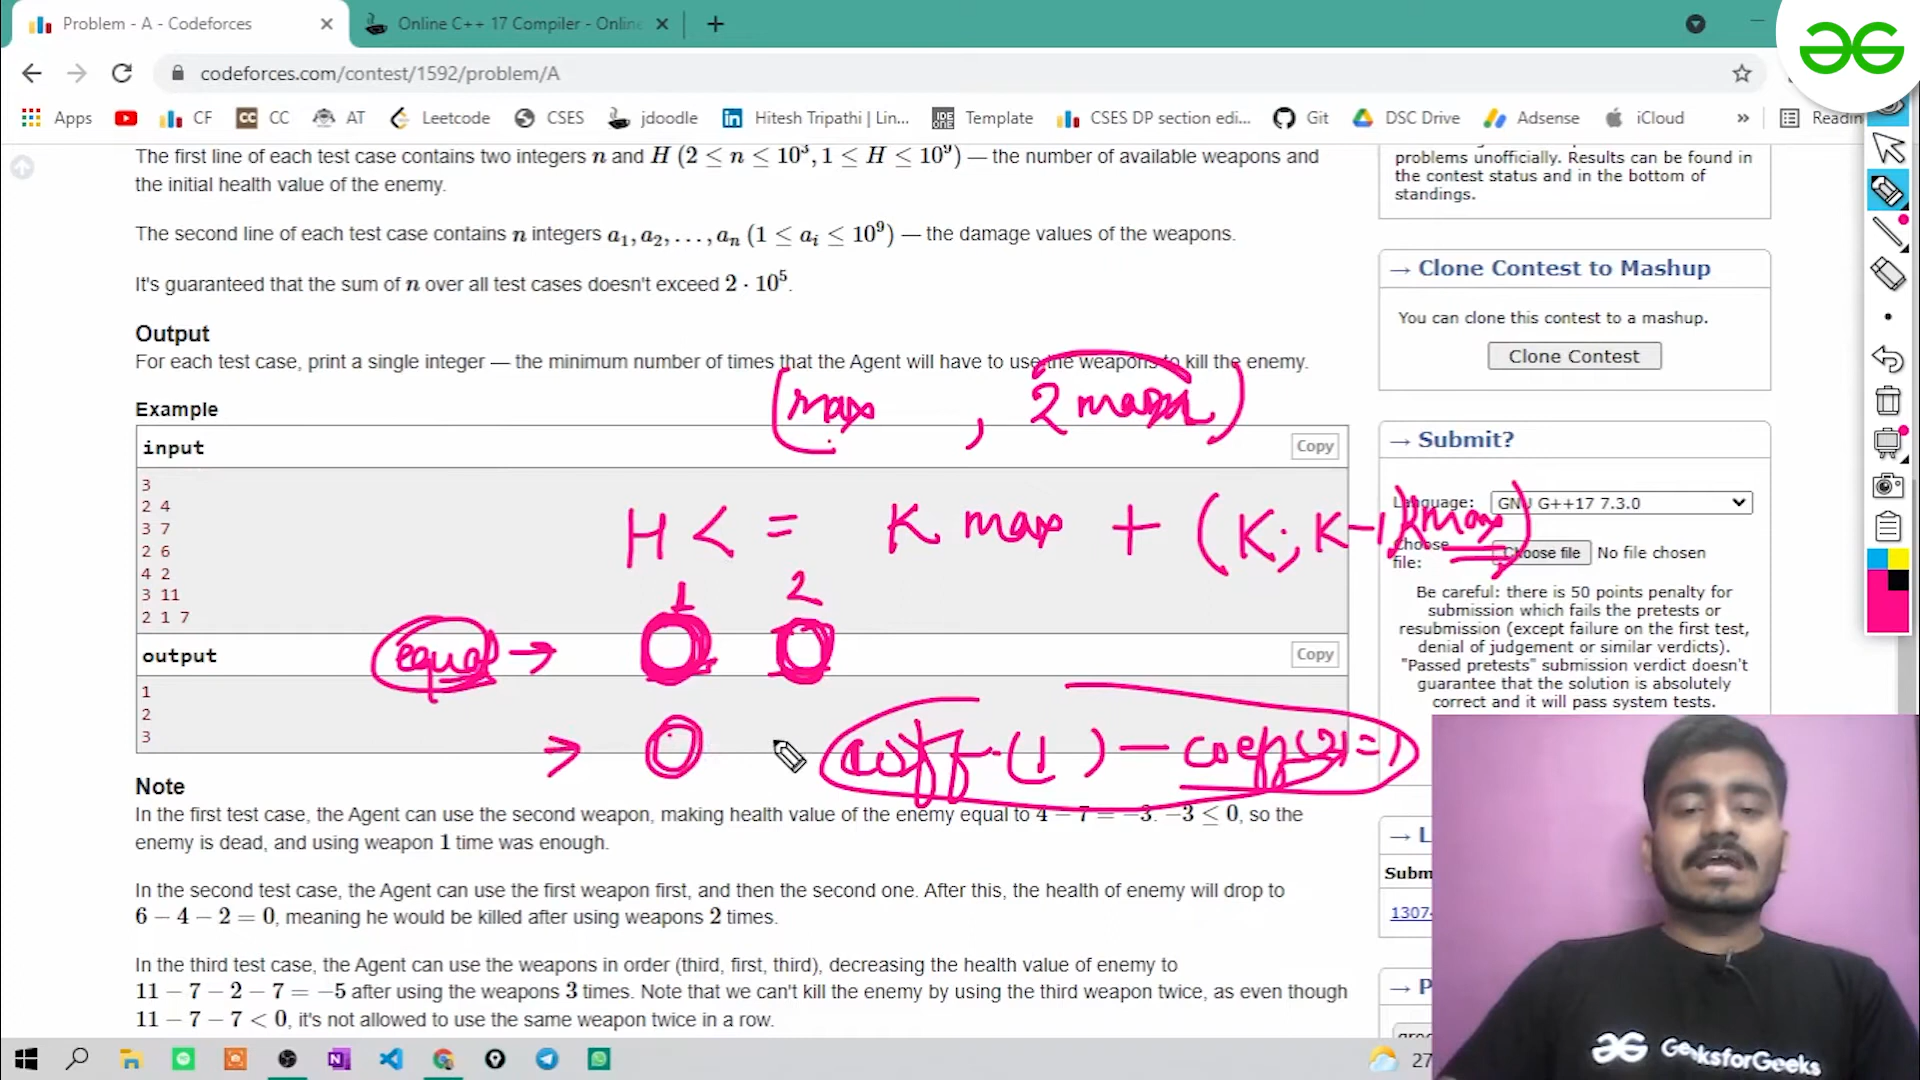 Problem - A - Codeforces
Online C++ 17 Compiler - Online
codeforces.com/contest/1592/problem/A
Apps CF CC AT Leetcode CSES jdoodle Hitesh Tripathi | Lin... Template CSES DP section edi... Git DSC Drive Adsense iCloud » Readin
The first line of each test case contains two integers n and H (2 ≤ n ≤ 10³, 1 ≤ H ≤ 10⁹) — the number of available weapons and
the initial health value of the enemy.
The second line of each test case contains n integers a₁, a₂, …, aₙ (1 ≤ aᵢ ≤ 10⁹) — the damage values of the weapons.
It's guaranteed that the sum of n over all test cases doesn't exceed 2 · 10⁵.
Output
For each test case, print a single integer — the minimum number of times that the Agent will have to use the weapons to kill the enemy.
(max , 2 max)
Example
input
Copy
3
2 4
3 7
2 6
4 2
3 11
2 1 7
H <= K max + (K, K-1) 2max)
1 2
equal →
output
Copy
1
2
3
→ coeff (1) — coeff (2) = 1
Note
In the first test case, the Agent can use the second weapon, making health value of the enemy equal to 4 − 7 = −3. −3 ≤ 0, so the
enemy is dead, and using weapon 1 time was enough.
In the second test case, the Agent can use the first weapon first, and then the second one. After this, the health of enemy will drop to
6 − 4 − 2 = 0, meaning he would be killed after using weapons 2 times.
In the third test case, the Agent can use the weapons in order (third, first, third), decreasing the health value of enemy to
11 − 7 − 2 − 7 = −5 after using the weapons 3 times. Note that we can't kill the enemy by using the third weapon twice, as even though
11 − 7 − 7 < 0, it's not allowed to use the same weapon twice in a row.
problems unofficially. Results can be found in
the contest status and in the bottom of
standings.
→ Clone Contest to Mashup
You can clone this contest to a mashup.
Clone Contest
→ Submit?
Language: GNU G++17 7.3.0
Choose file: Choose file No file chosen
Be careful: there is 50 points penalty for
submission which fails the pretests or
resubmission (except failure on the first test,
denial of judgement or similar verdicts).
"Passed pretests" submission verdict doesn't
guarantee that the solution is absolutely
correct and it will pass system tests.
→ L
Subm
1307
→ P
27
GeeksforGeeks